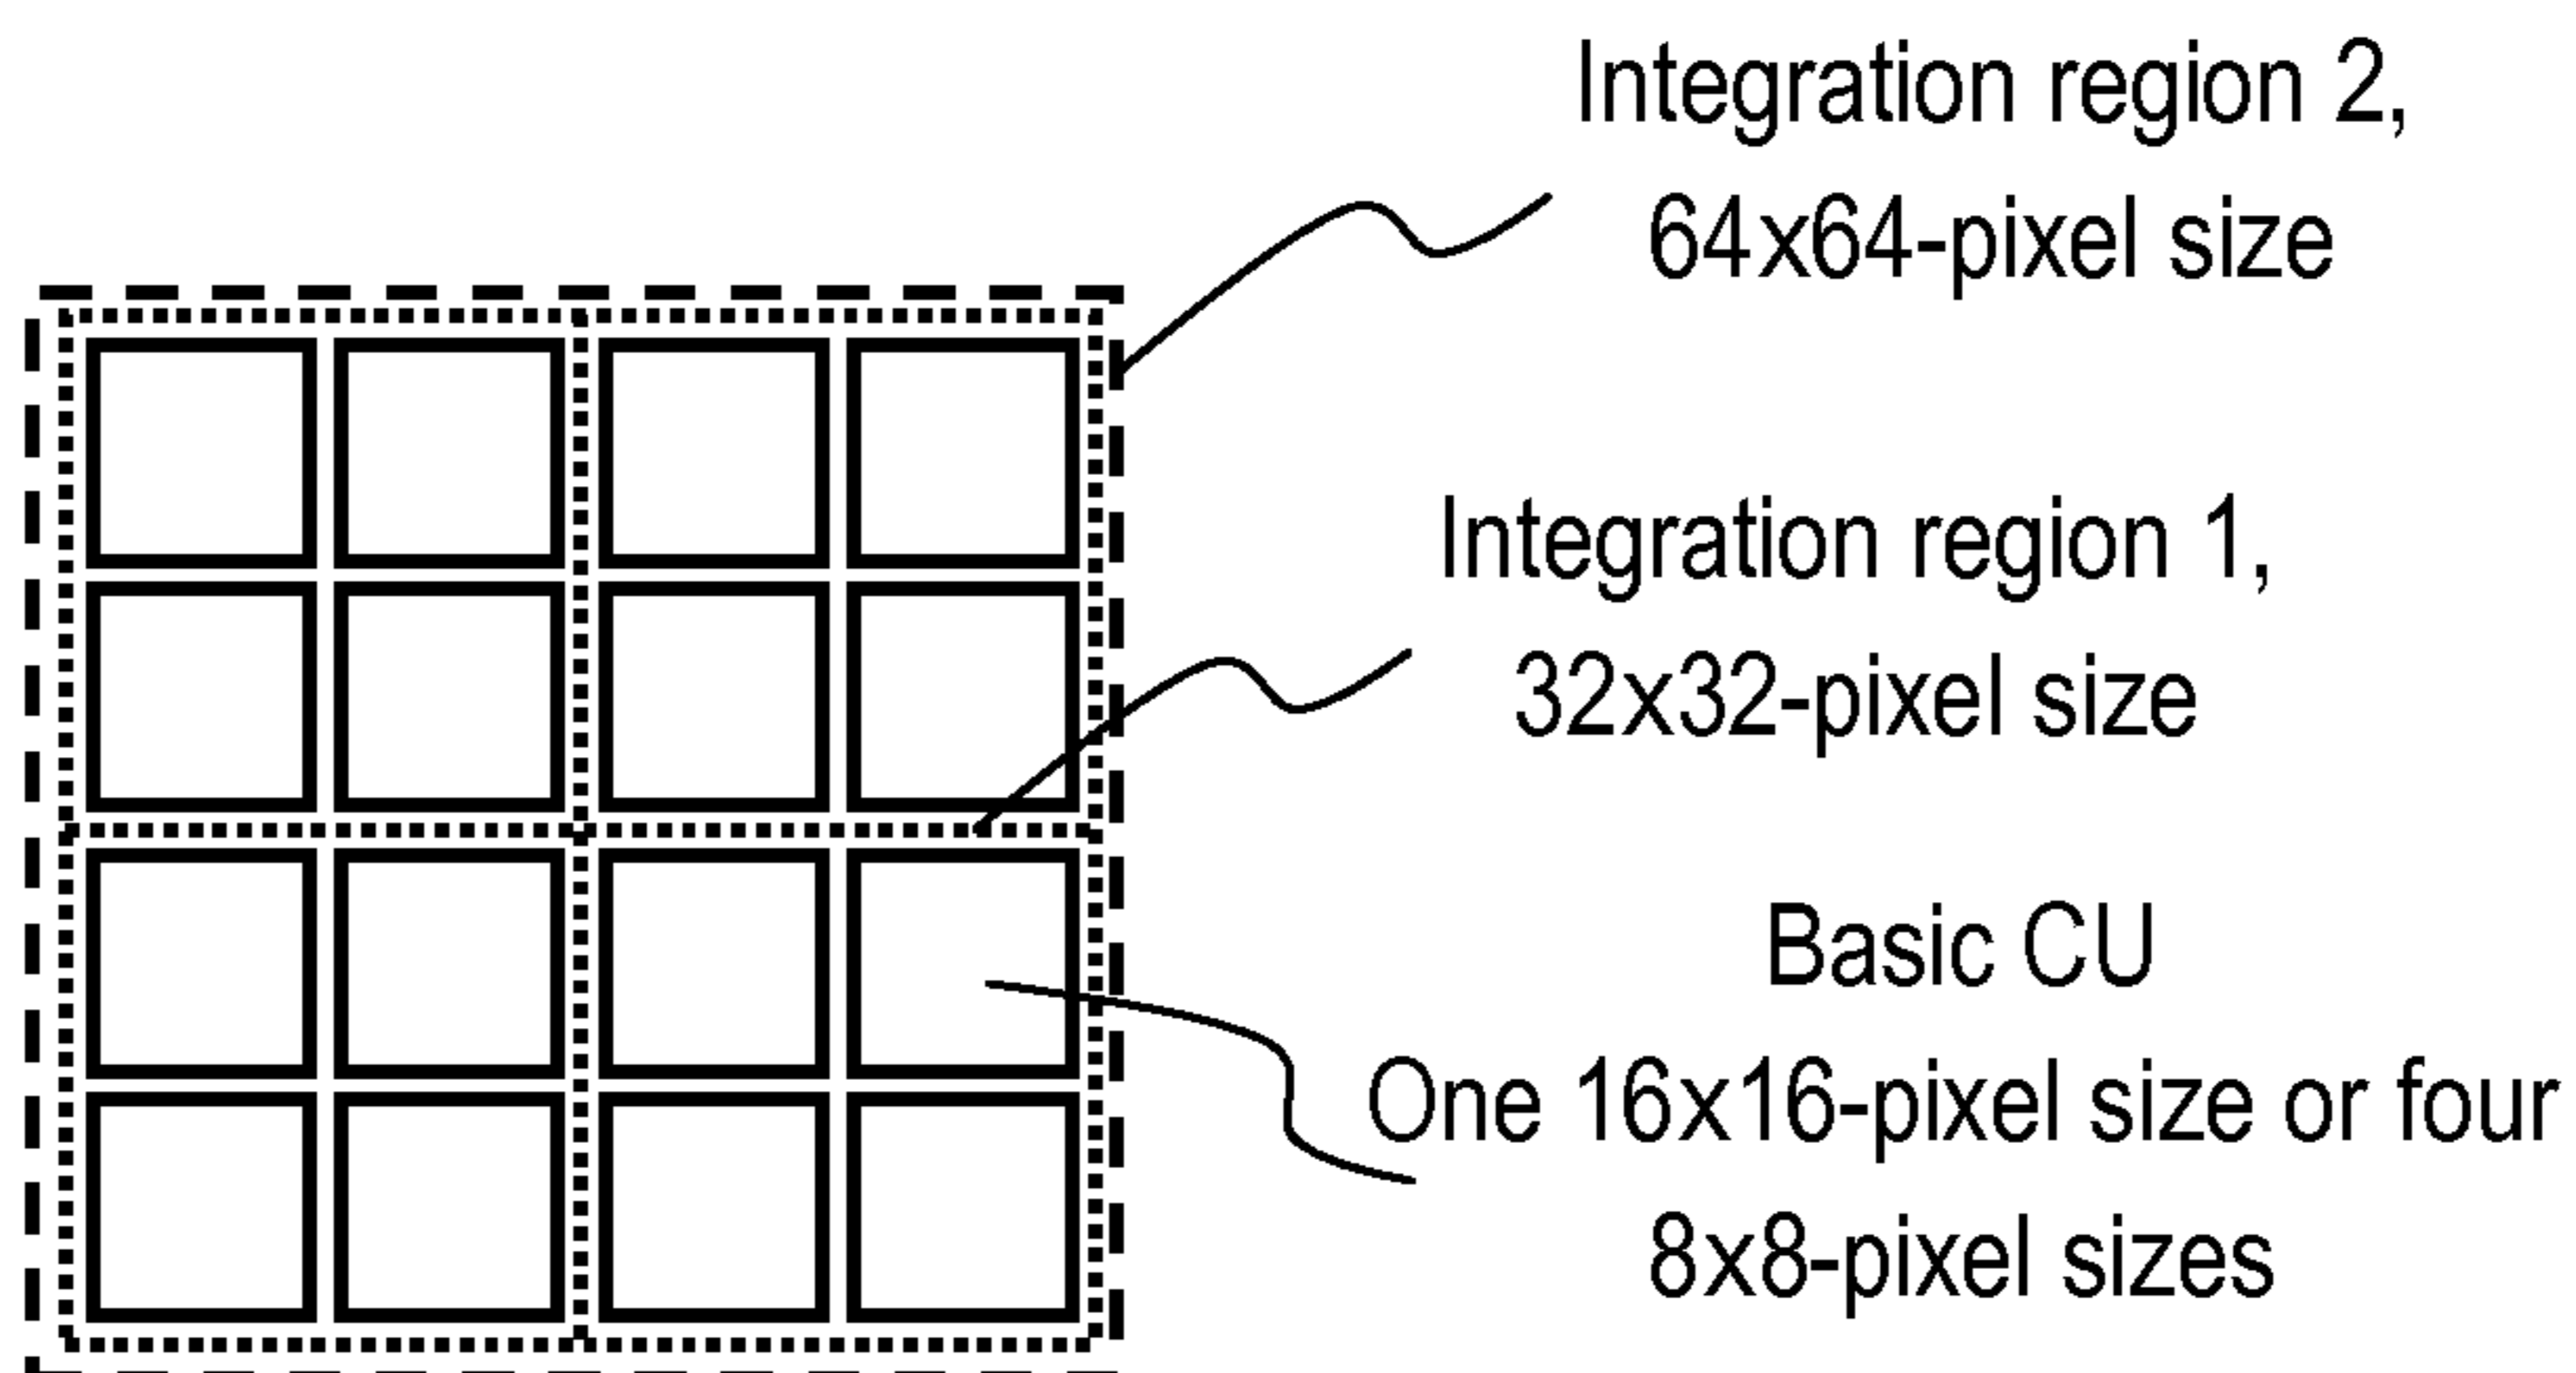 Integration region 2,
64x64-pixel size
Integration region 1,
32x32-pixel size
Basic CU
One 16x16-pixel size or four
8x8-pixel sizes